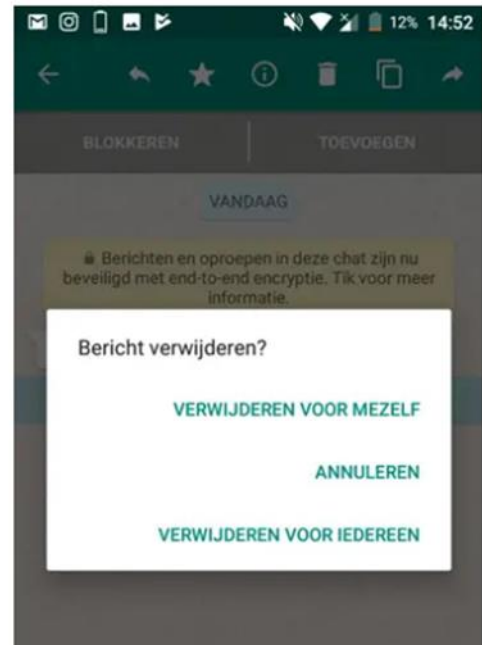 12% 14:52
BLOKKEREN
TOEVOEGEN
VANDAAG
Berichten en oproepen in deze chat zijn nu
beveiligd met end-to-end encryptie. Tik voor meer
informatie.
Bericht verwijderen?
VERWIJDEREN VOOR MEZELF
ANNULEREN
VERWIJDEREN VOOR IEDEREEN